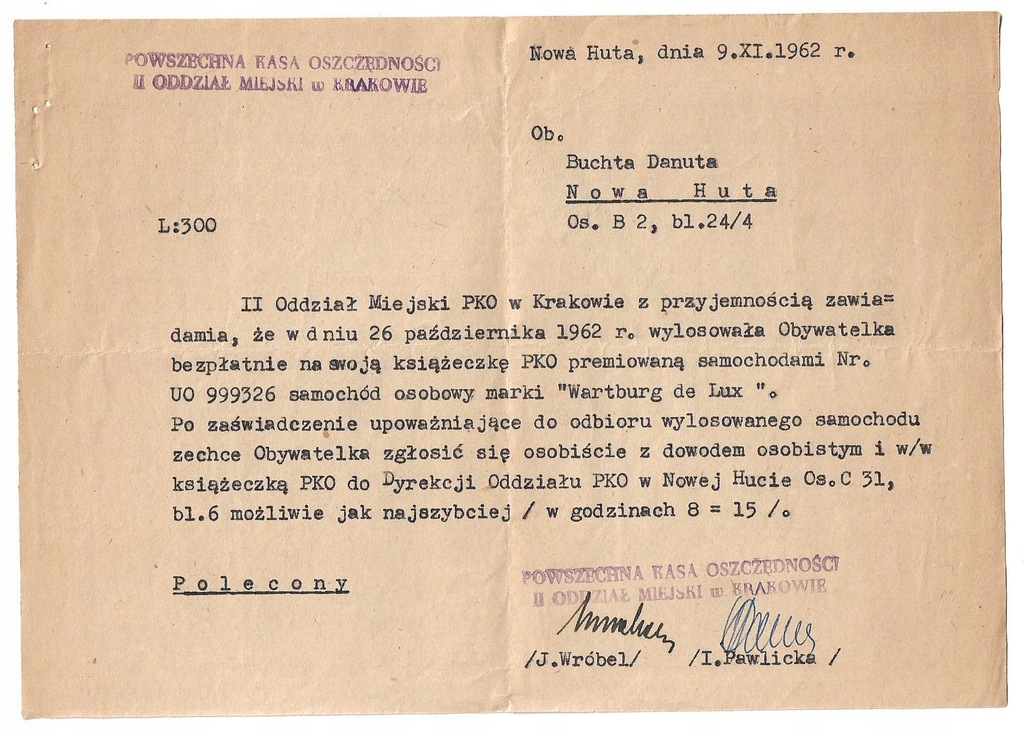 POWSZECHNA KASA OSZCZĘDNOŚCI
II ODDZIAŁ MIEJSKI w KRAKOWIE
Nowa Huta, dnia 9.XI.1962 r.
Ob.
Buchta Danuta
Nowa Huta
Os. B 2, bl.24/4
L:300
II Oddział Miejski PKO w Krakowie z przyjemnością zawia=
damia, że w dniu 26 października 1962 r. wylosowała Obywatelka
bezpłatnie na swoją książeczkę PKO premiowaną samochodami Nr.
UO 999326 samochód osobowy marki "Wartburg de Lux ".
Po zaświadczenie upoważniające do odbioru wylosowanego samochodu
zechce Obywatelka zgłosić się osobiście z dowodem osobistym i w/w
książeczką PKO do Dyrekcji Oddziału PKO w Nowej Hucie Os.C 31,
bl.6 możliwie jak najszybciej / w godzinach 8 = 15 /.
Polecony
POWSZECHNA KASA OSZCZĘDNOŚCI
II ODDZIAŁ MIEJSKI w KRAKOWIE
/J.Wróbel/ /I.Pawlicka /